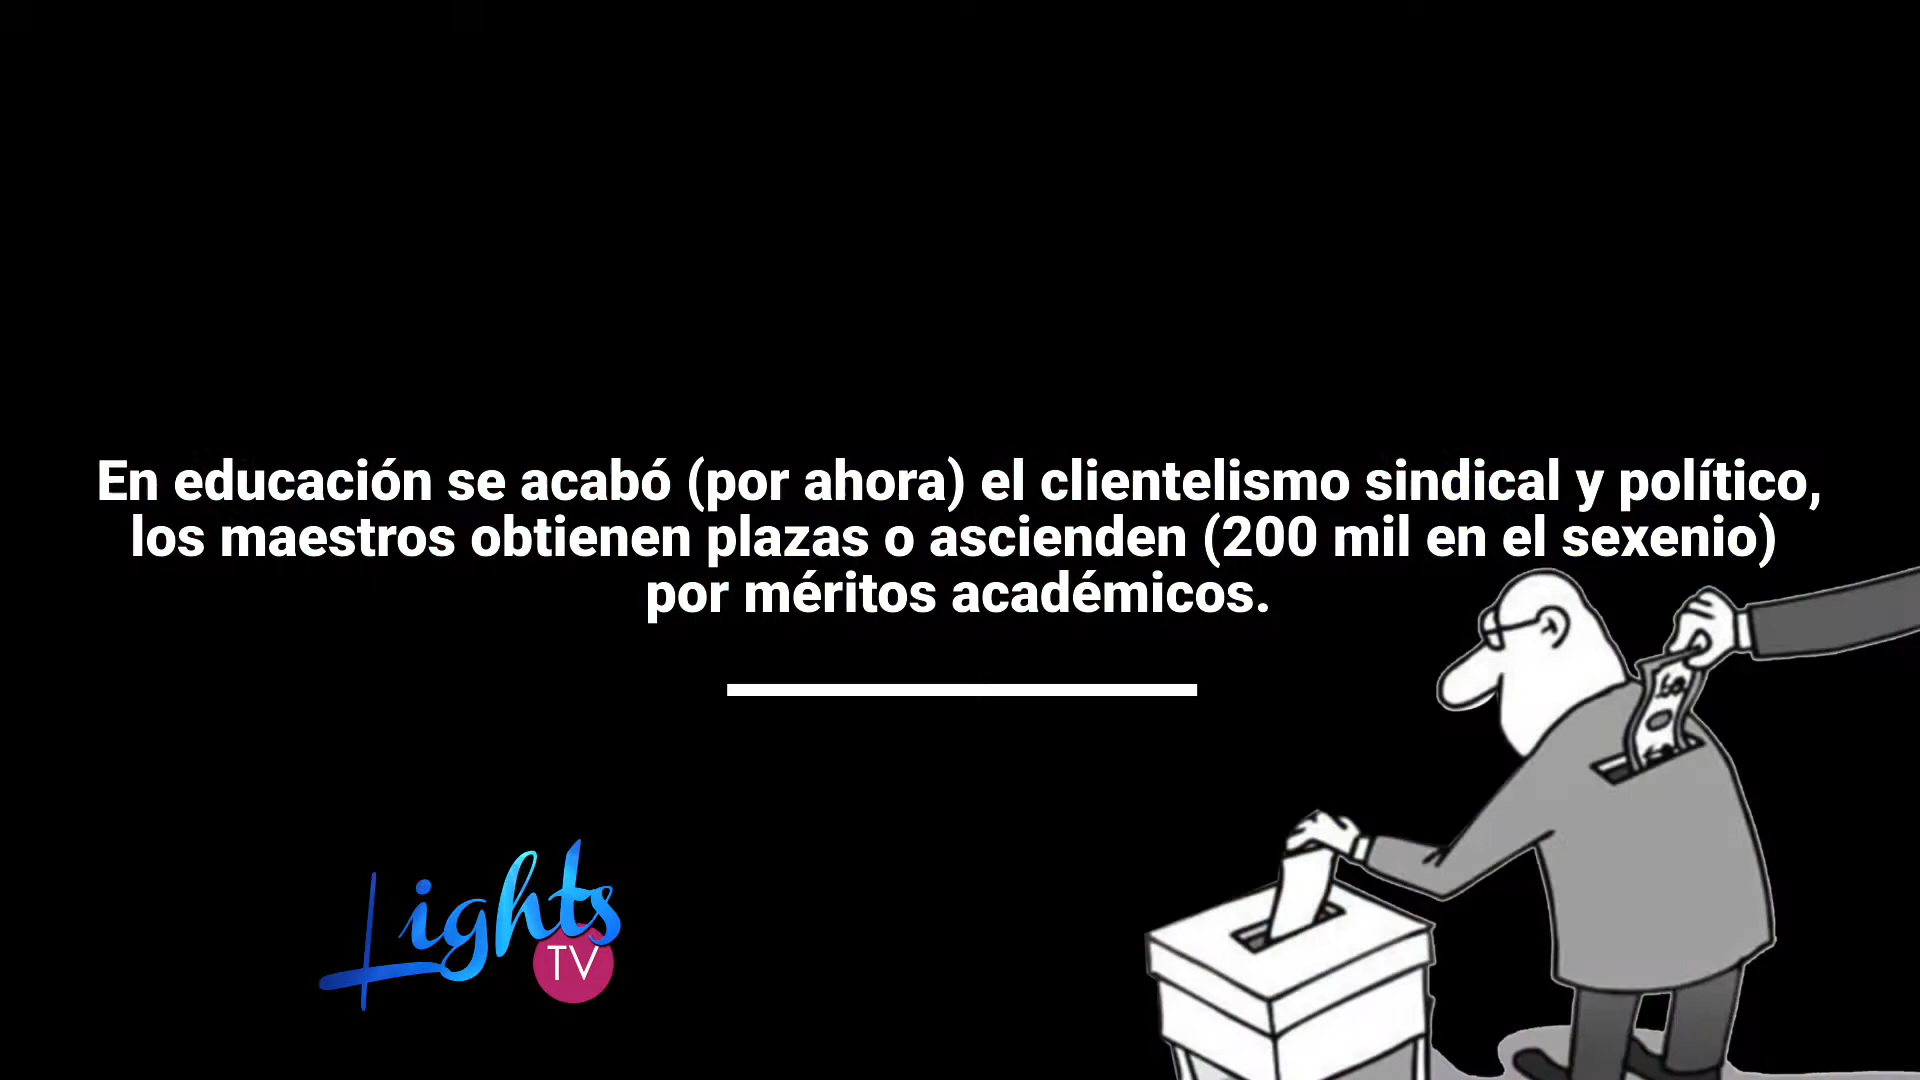 En educación se acabó (por ahora) el clientelismo sindical y político,
los maestros obtienen plazas o ascienden (200 mil en el sexenio)
por méritos académicos.
Lights
TV